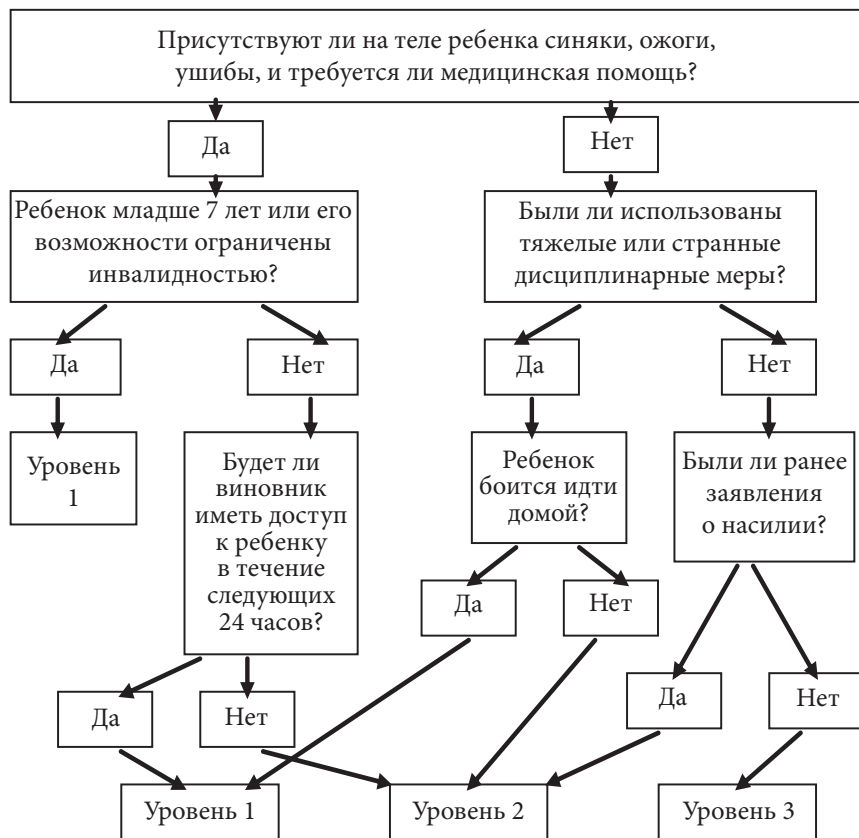 Присутствуют ли на теле ребенка синяки, ожоги,
ушибы, и требуется ли медицинская помощь?
Да
Нет
Ребенок младше 7 лет или его
возможности ограничены
инвалидностью?
Были ли использованы
тяжелые или странные
дисциплинарные меры?
Да
Нет
Да
Нет
Уровень
1
Будет ли
виновник
иметь доступ
к ребенку
в течение
следующих
24 часов?
Ребенок
боится идти
домой?
Были ли ранее
заявления
о насилии?
Да
Нет
Да
Нет
Да
Нет
Уровень 1
Уровень 2
Уровень 3